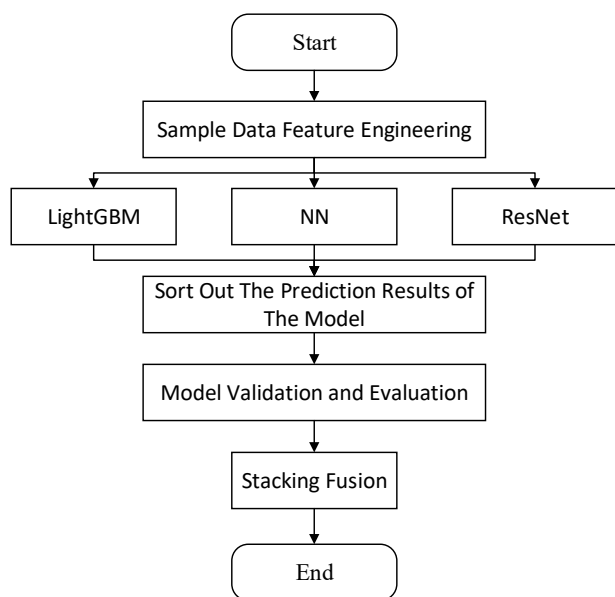 Start
Sample Data Feature Engineering
LightGBM
NN
ResNet
Sort Out The Prediction Results of
The Model
Model Validation and Evaluation
Stacking Fusion
End